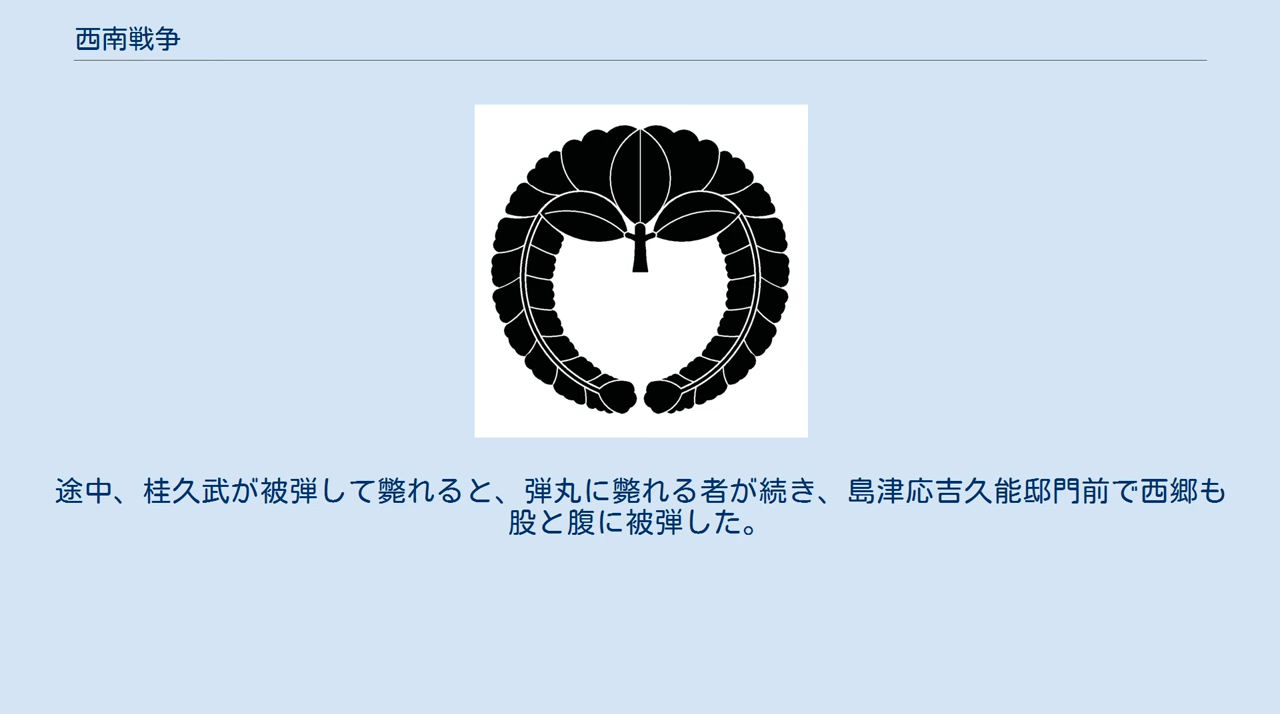 西南戦争
途中、桂久武が被弾して斃れると、弾丸に斃れる者が続き、島津応吉久能邸門前で西郷も
股と腹に被弾した。